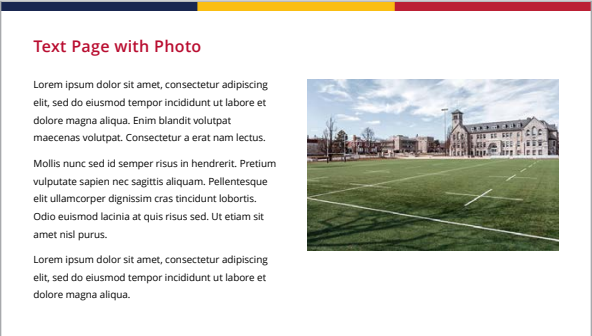 Text Page with Photo
Lorem ipsum dolor sit amet, consectetur adipiscing
elit, sed do eiusmod tempor incididunt ut labore et
dolore magna aliqua. Enim blandit volutpat
maecenas volutpat. Consectetur a erat nam lectus.
Mollis nunc sed id semper risus in hendrerit. Pretium
vulputate sapien nec sagittis aliquam. Pellentesque
elit ullamcorper dignissim cras tincidunt lobortis.
Odio euismod lacinia at quis risus sed. Ut etiam sit
amet nisl purus.
Lorem ipsum dolor sit amet, consectetur adipiscing
elit, sed do eiusmod tempor incididunt ut labore et
dolore magna aliqua.